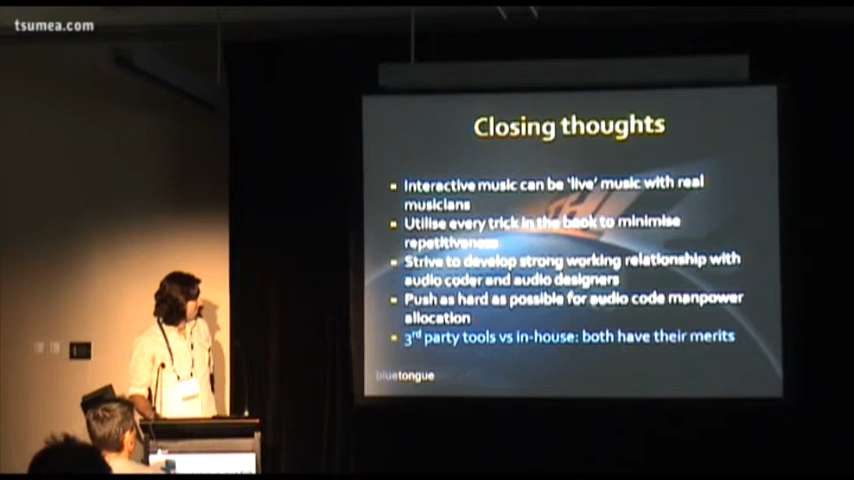 tsumea.com
Closing thoughts
▪ Interactive music can be 'live' music with real
musicians
▪ Utilise every trick in the book to minimise
repetitiveness
▪ Strive to develop strong working relationship with
audio coder and audio designers
▪ Push as hard as possible for audio code manpower
allocation
▪ 3rd party tools vs in-house: both have their merits
bluetongue